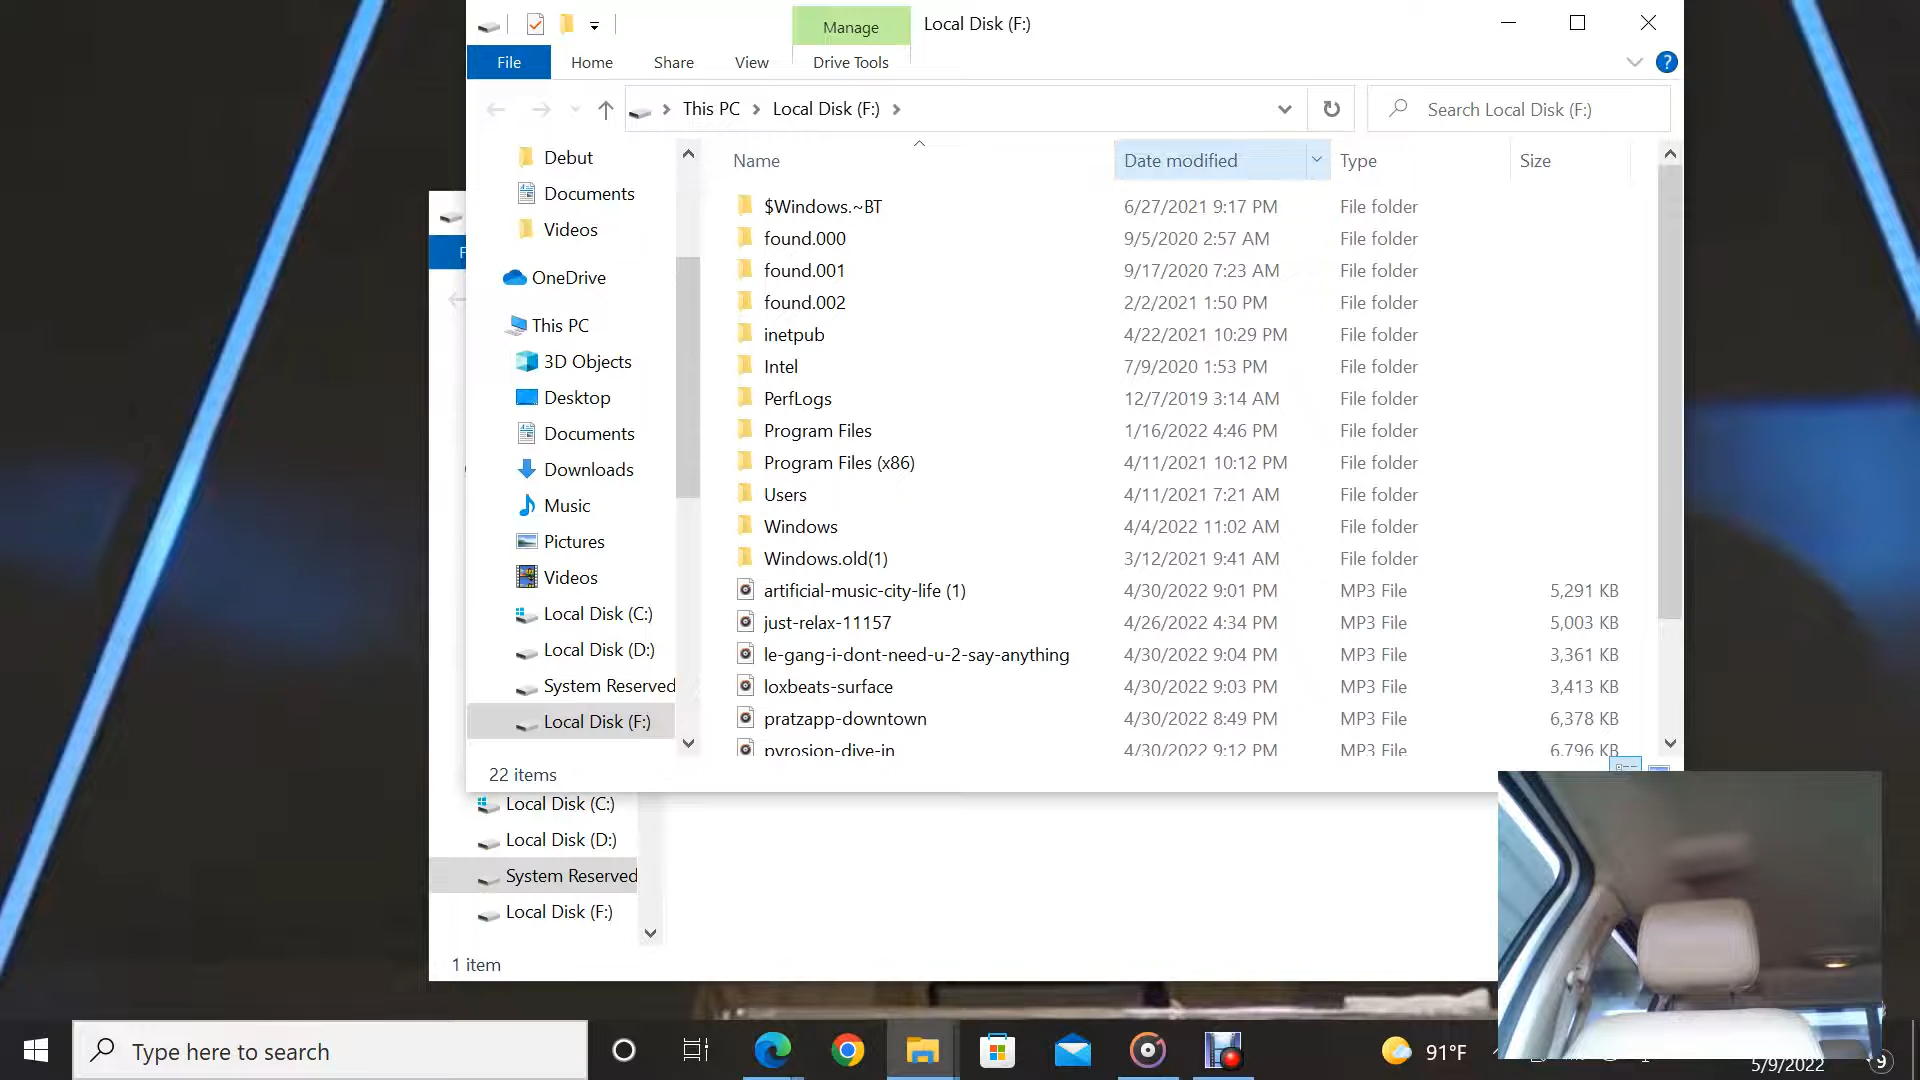 Manage
Local Disk (F:)
File
Home
Share
View
Drive Tools
?
This PC
Local Disk (F:)
Search Local Disk (F:)
Debut
Documents
Videos
OneDrive
This PC
3D Objects
Desktop
Documents
Downloads
Music
Pictures
Videos
Local Disk (C:)
Local Disk (D:)
System Reserved
Local Disk (F:)
Name Date modified Type Size
$Windows.~BT 6/27/2021 9:17 PM File folder
found.000 9/5/2020 2:57 AM File folder
found.001 9/17/2020 7:23 AM File folder
found.002 2/2/2021 1:50 PM File folder
inetpub 4/22/2021 10:29 PM File folder
Intel 7/9/2020 1:53 PM File folder
PerfLogs 12/7/2019 3:14 AM File folder
Program Files 1/16/2022 4:46 PM File folder
Program Files (x86) 4/11/2021 10:12 PM File folder
Users 4/11/2021 7:21 AM File folder
Windows 4/4/2022 11:02 AM File folder
Windows.old(1) 3/12/2021 9:41 AM File folder
artificial-music-city-life (1) 4/30/2022 9:01 PM MP3 File 5,291 KB
just-relax-11157 4/26/2022 4:34 PM MP3 File 5,003 KB
le-gang-i-dont-need-u-2-say-anything 4/30/2022 9:04 PM MP3 File 3,361 KB
loxbeats-surface 4/30/2022 9:03 PM MP3 File 3,413 KB
pratzapp-downtown 4/30/2022 8:49 PM MP3 File 6,378 KB
pyrosion-dive-in 4/30/2022 9:12 PM MP3 File 6,796 KB
22 items
Local Disk (C:)
Local Disk (D:)
System Reserved
Local Disk (F:)
1 item
Type here to search
91°F
5/9/2022
9